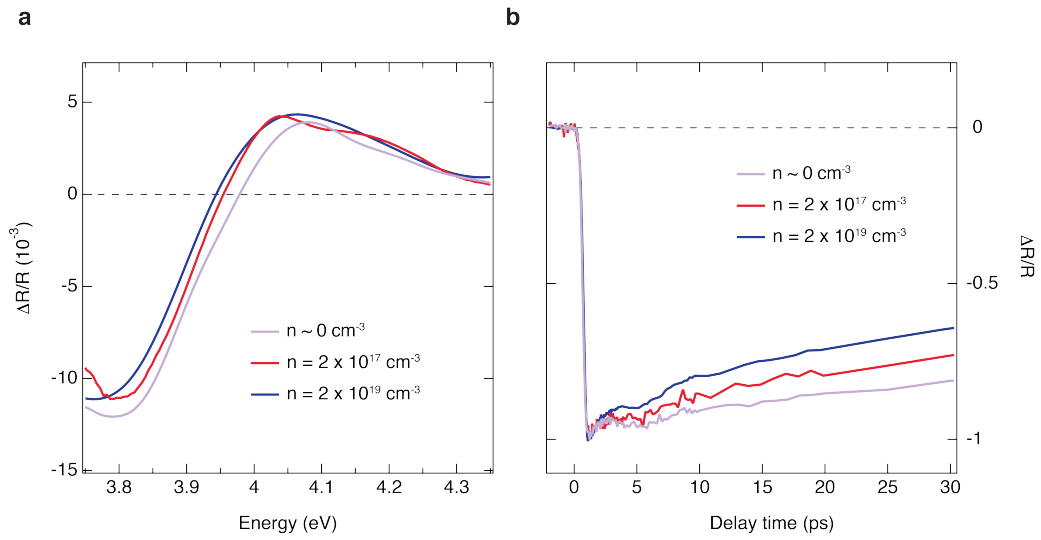 a
b
5
0
-5
-10
-15
ΔR/R (10⁻³)
n ~ 0 cm⁻³
n = 2 x 10¹⁷ cm⁻³
n = 2 x 10¹⁹ cm⁻³
3.8
3.9
4
4.1
4.2
4.3
Energy (eV)
n ~ 0 cm⁻³
n = 2 x 10¹⁷ cm⁻³
n = 2 x 10¹⁹ cm⁻³
0
-0.5
-1
ΔR/R
0
5
10
15
20
25
30
Delay time (ps)